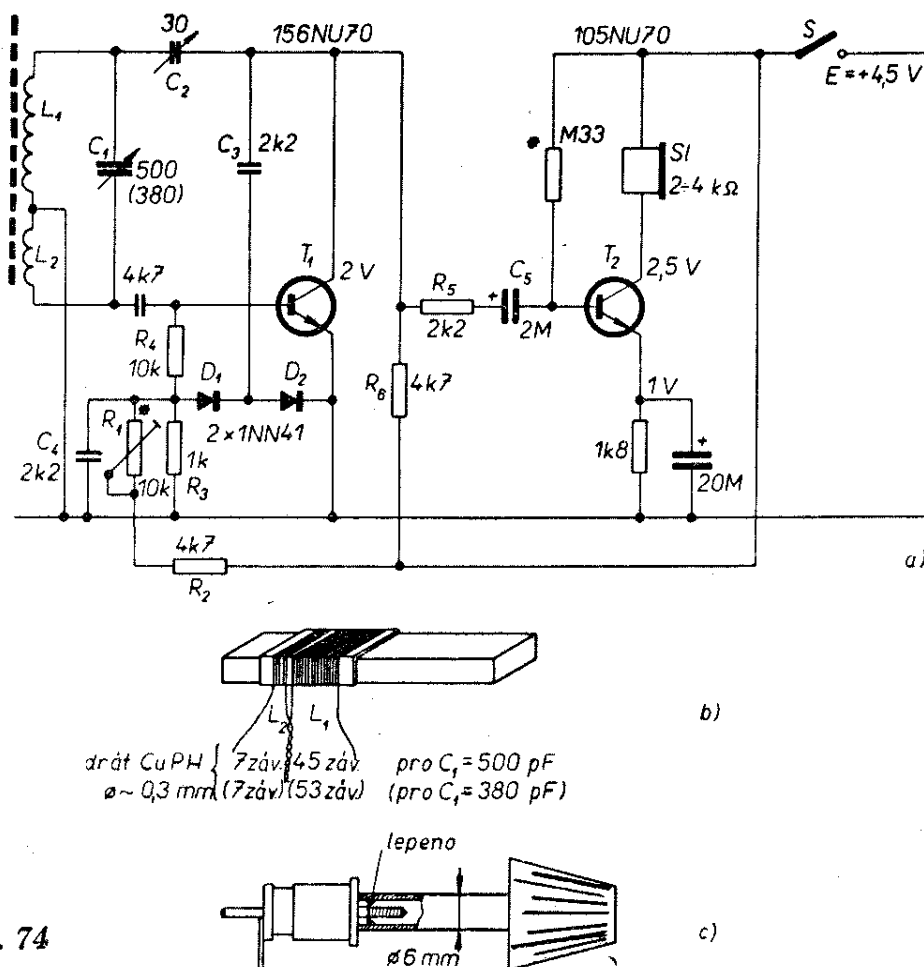 30
156NU70
105NU70
S
E=+4,5 V
C₂
L₁
C₁
500
(380)
C₃
2k2
M33
Sl
2÷4 kΩ
L₂
4k7
T₁
2 V
R₅
2k2
+
C₅
2M
T₂
2,5 V
R₄
10k
D₁
D₂
R₆
4k7
1 V
C₄
2k2
R₁
*
10k
1k
R₃
2×1NN41
1k8
+
20M
4k7
R₂
a)
L₂
L₁
b)
drát CuPH { 7záv. 45 záv. pro C₁=500 pF
ø~0,3 mm (7záv) (53záv) (pro C₁=380 pF)
lepeno
. 74
ø6 mm
c)